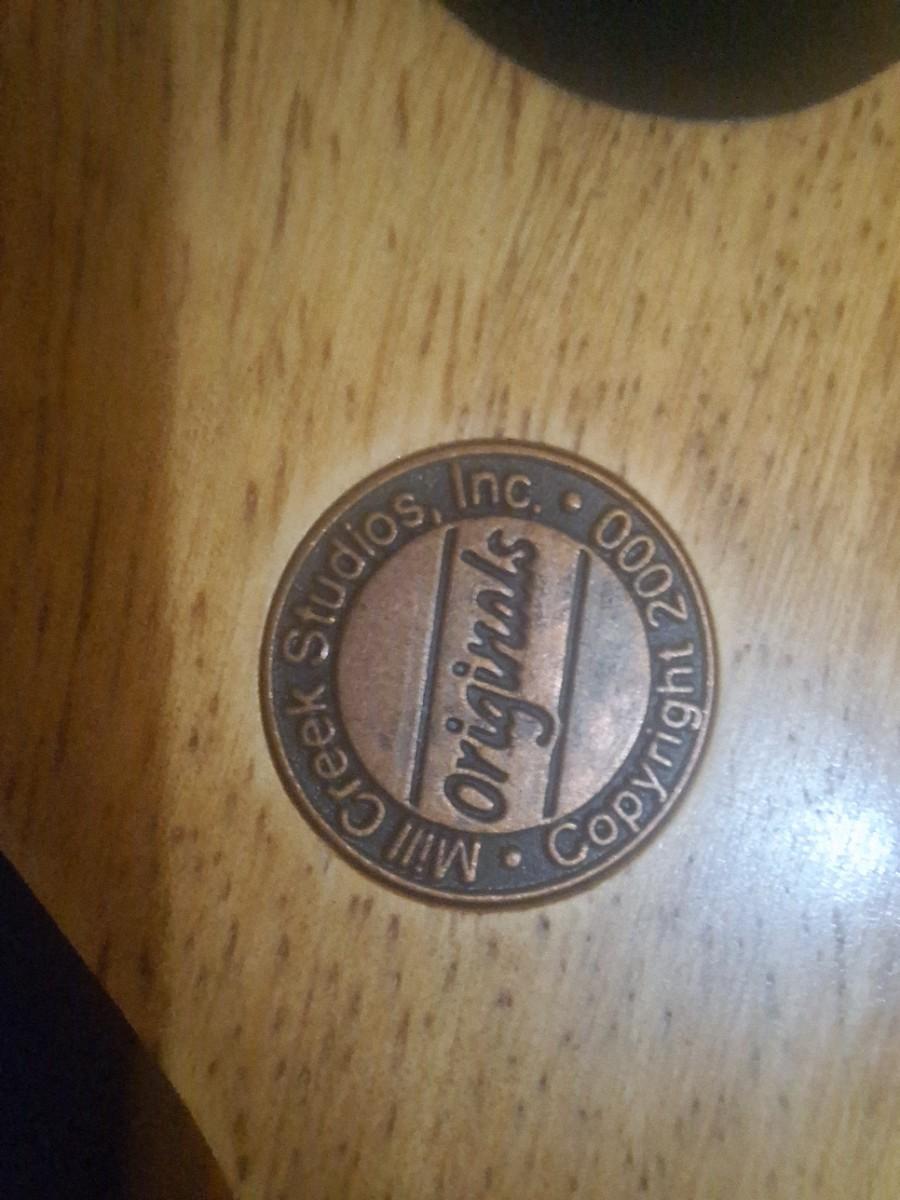 Mill Creek Studios, Inc. •
originals
Copyright 2000 •